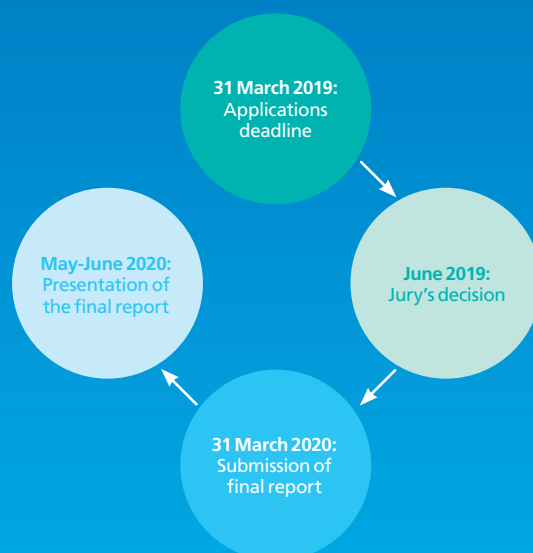 31 March 2019:
Applications
deadline
June 2019:
Jury’s decision
31 March 2020:
Submission of
final report
May-June 2020:
Presentation of
the final report